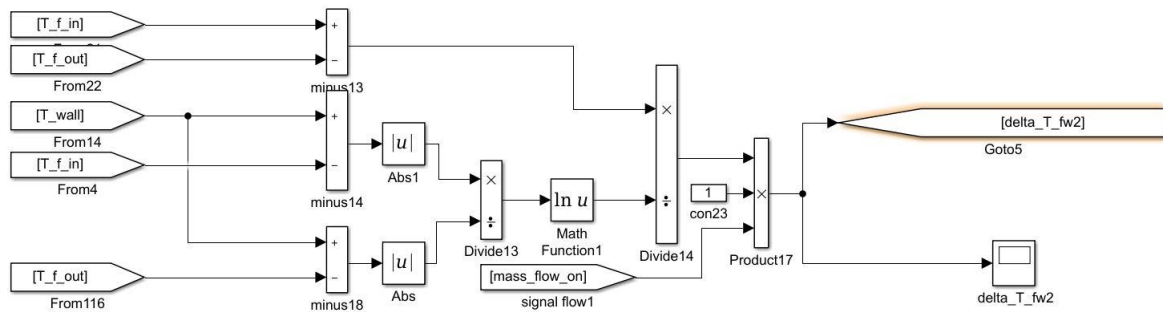 [T_f_in]
[T_f_out]
From22
minus13
[T_wall]
From14
[T_f_in]
From4
minus14
|u|
Abs1
Divide13
ln u
Math
Function1
Divide14
1
con23
Product17
[delta_T_fw2]
Goto5
[T_f_out]
From116
minus18
|u|
Abs
[mass_flow_on]
signal flow1
delta_T_fw2